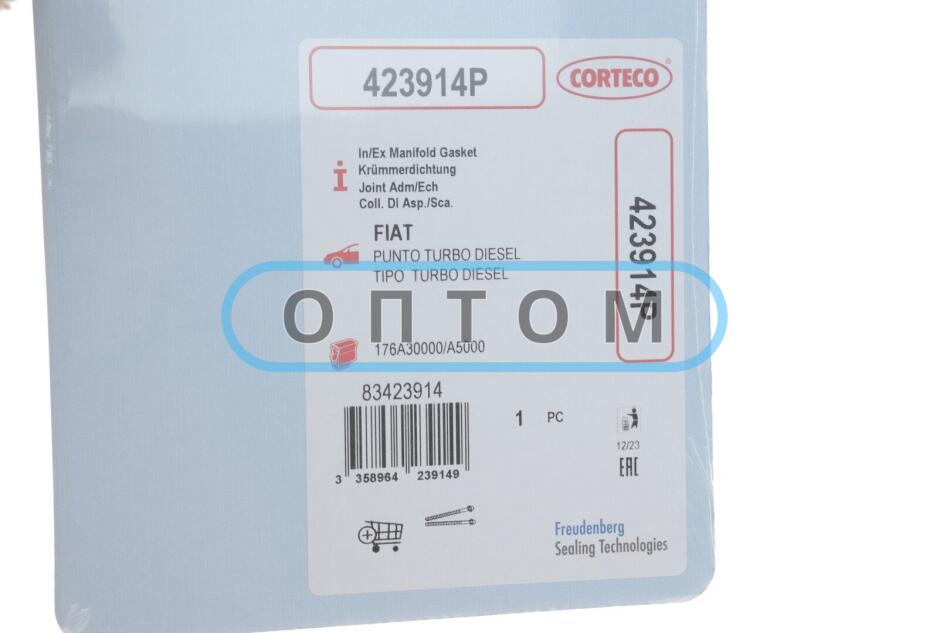 423914P
CORTECO®
In/Ex Manifold Gasket
Krümmerdichtung
Joint Adm/Ech
Coll. Di Asp./Sca.
423914P
FIAT
PUNTO TURBO DIESEL
TIPO TURBO DIESEL
ОПТОМ
176A30000/A5000
83423914
1 PC
3 358964 239149
12/23
EAC
Freudenberg
Sealing Technologies